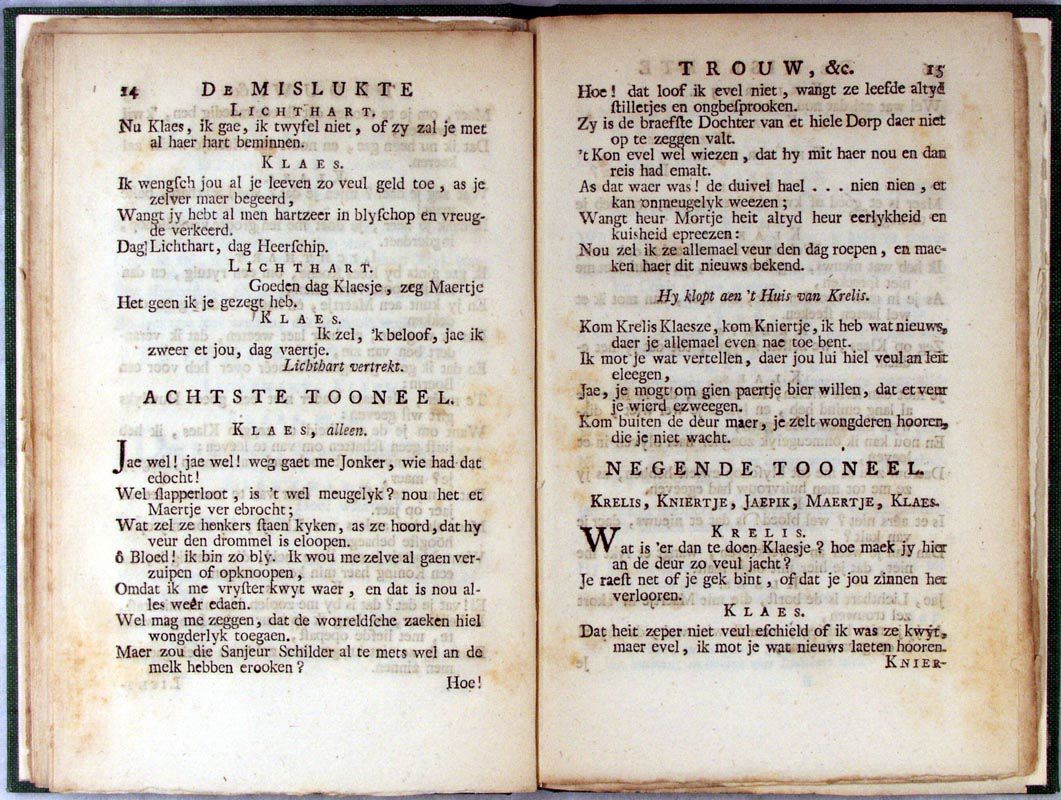 14 DE MISLUKTE
LICHTHART.
Nu Klaes, ik gae, ik twyfel niet, of zy zal je met
al haer hart beminnen.
KLAES.
Ik wengſch jou al je leeven zo veul geld toe, as je
zelver maer begeerd,
Wangt jy hebt al men hartzeer in blyſchop en vreug-
de verkeerd.
Dag Lichthart, dag Heerſchip.
LICHTHART.
Goeden dag Klaesje, zeg Maertje
Het geen ik je gezegt heb.
KLAES.
Ik zel, 'k beloof, jae ik
zweer et jou, dag vaertje.
Lichthart vertrekt.
ACHTSTE TOONEEL.
KLAES, alleen.
Jae wel! jae wel! weg gaet me Jonker, wie had dat
edocht!
Wel ſlapperloot, is 't wel meugelyk? nou het et
Maertje ver ebrocht;
Wat zel ze henkers ſtaen kyken, as ze hoord, dat hy
veur den drommel is eloopen.
ô Bloed! ik bin zo bly. Ik wou me zelve al gaen ver-
zuipen of opknoopen,
Omdat ik me vryſter kwyt waer, en dat is nou al-
les weêr edaen.
Wel mag me zeggen, dat de worreldſche zaeken hiel
wongderlyk toegaen.
Maer zou die Sanjeur Schilder al te mets wel an de
melk hebben erooken?
Hoe!
TROUW, &c. 15
Hoe! dat loof ik evel niet, wangt ze leefde altyd
ſtilletjes en ongbeſprooken.
Zy is de braefſte Dochter van et hiele Dorp daer niet
op te zeggen valt.
't Kon evel wel wiezen, dat hy mit haer nou en dan
reis had emalt.
As dat waer was! de duivel hael . . . nien nien, et
kan onmeugelyk weezen;
Wangt heur Mortje heit altyd heur eerlykheid en
kuisheid epreezen:
Nou zel ik ze allemael veur den dag roepen, en mae-
ken haer dit nieuws bekend.
Hy klopt aen 't Huis van Krelis.
Kom Krelis Klaesze, kom Kniertje, ik heb wat nieuws,
daer je allemael even nae toe bent.
Ik mot je wat vertellen, daer jou lui hiel veul an leit
eleegen,
Jae, je mogt om gien paertje bier willen, dat et veur
je wierd ezweegen.
Kom buiten de deur maer, je zelt wongderen hooren,
die je niet wacht.
NEGENDE TOONEEL.
KRELIS, KNIERTJE, JAEPIK, MAERTJE, KLAES.
KRELIS.
Wat is 'er dan te doen Klaesje? hoe maek jy hier
an de deur zo veul jacht?
Je raeſt net of je gek bint, of dat je jou zinnen het
verlooren.
KLAES.
Dat heit zeper niet veul eſchield of ik was ze kwyt,
maer evel, ik mot je wat nieuws laeten hooren.
KNIER-